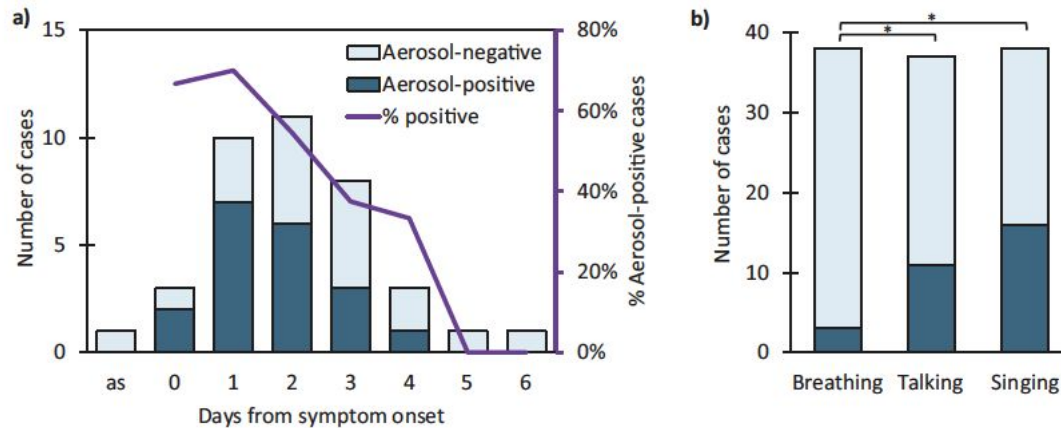 a)
15
10
5
0
Number of cases
Aerosol-negative
Aerosol-positive
% positive
80%
60%
40%
20%
0%
% Aerosol-positive cases
as 0 1 2 3 4 5 6
Days from symptom onset
b)
* 
*
40
30
20
10
0
Number of cases
Breathing Talking Singing